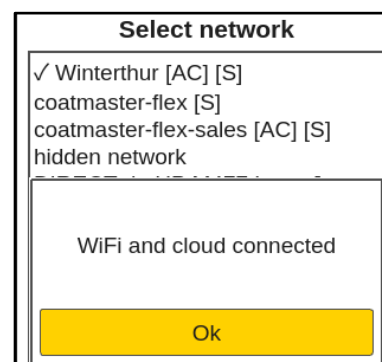 Select network
✓ Winterthur [AC] [S]
coatmaster-flex [S]
coatmaster-flex-sales [AC] [S]
hidden network
WiFi and cloud connected
Ok